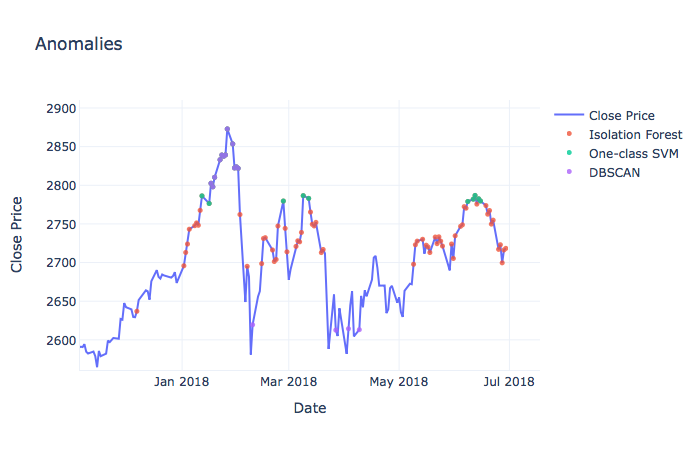 Anomalies
2900
2850
2800
2750
2700
2650
2600
Close Price
Jan 2018
Mar 2018
May 2018
Jul 2018
Date
Close Price
Isolation Forest
One-class SVM
DBSCAN